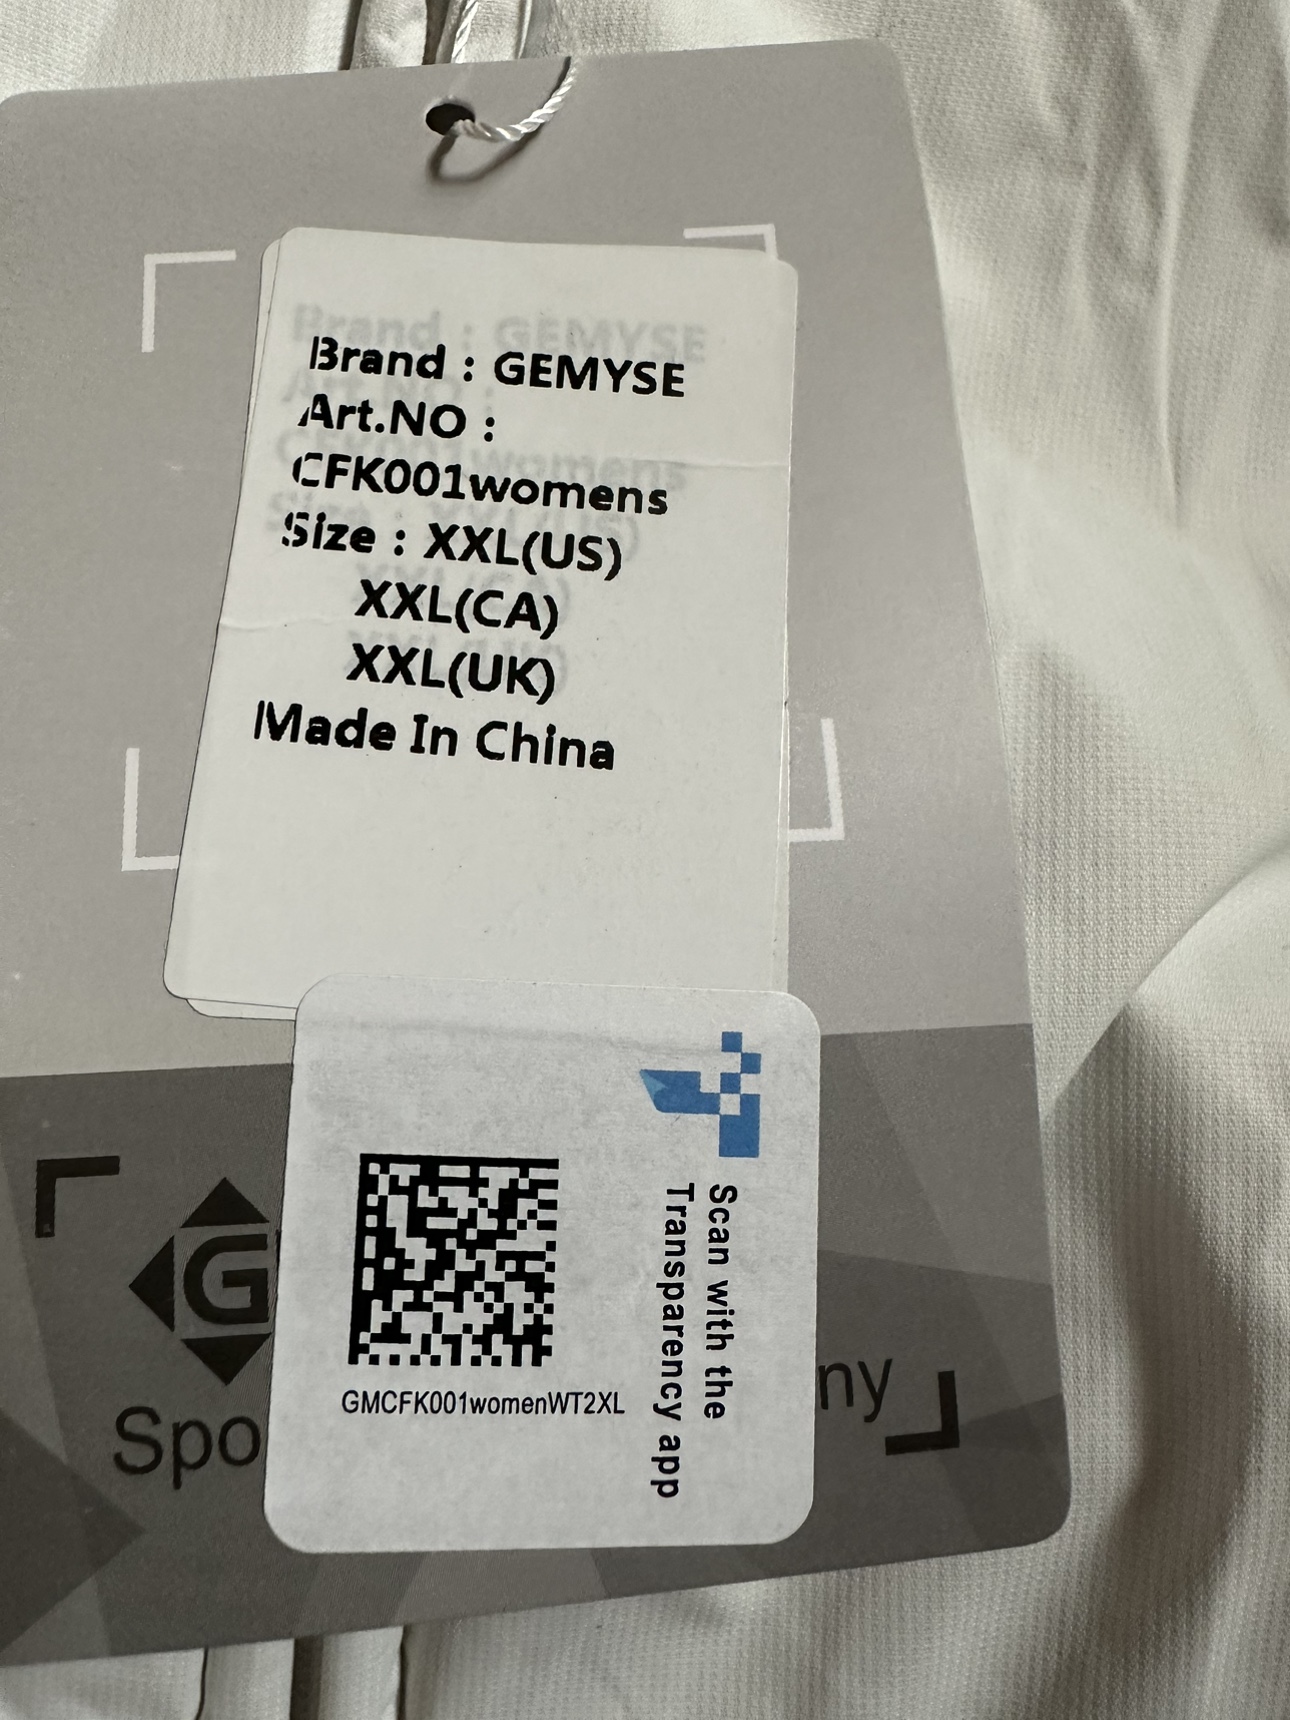 Brand : GEMYSE
Art.NO :
CFK001womens
Size : XXL(US)
XXL(CA)
XXL(UK)
Made In China
Scan with the
Transparency app
GMCFK001womenWT2XL
G
Spo
ny